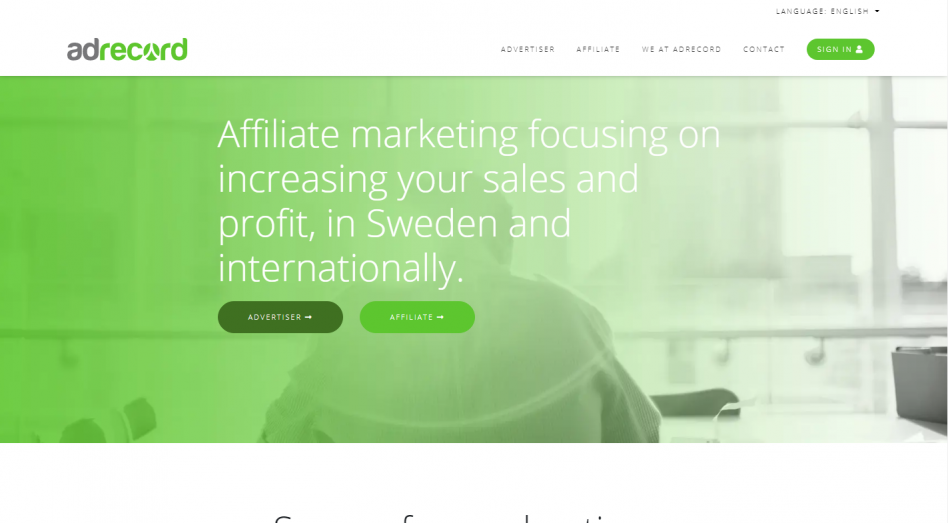 LANGUAGE: ENGLISH
adrecord
ADVERTISER
AFFILIATE
WE AT ADRECORD
CONTACT
SIGN IN
Affiliate marketing focusing on
increasing your sales and
profit, in Sweden and
internationally.
ADVERTISER
AFFILIATE